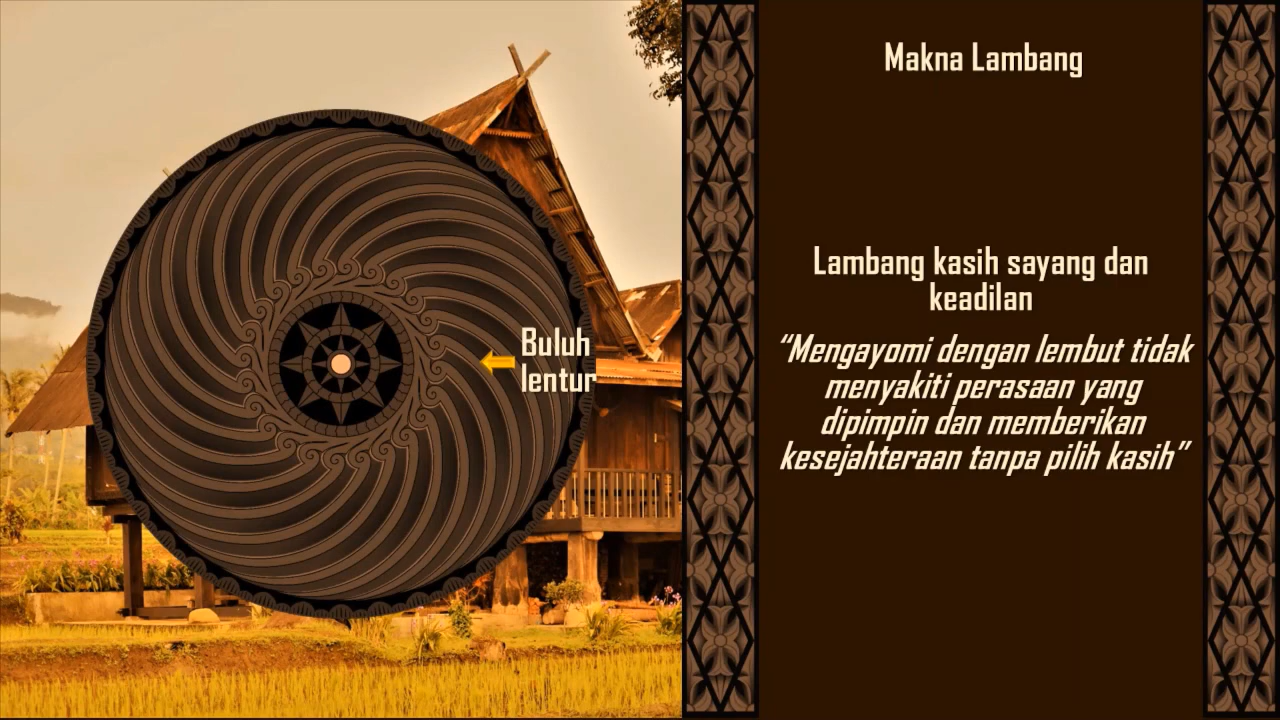 Makna Lambang
Buluh
lentur
Lambang kasih sayang dan
keadilan
“Mengayomi dengan lembut tidak
menyakiti perasaan yang
dipimpin dan memberikan
kesejahteraan tanpa pilih kasih”